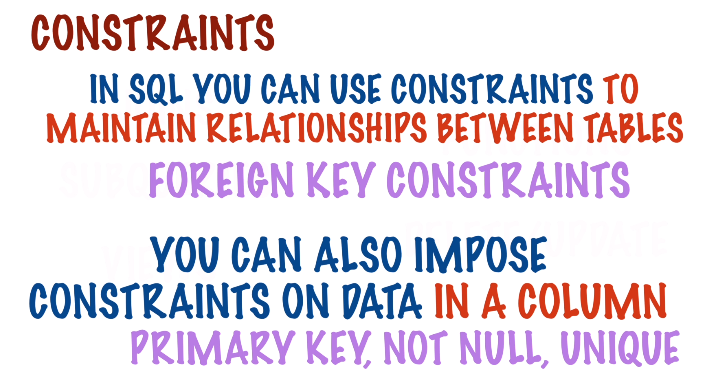 CONSTRAINTS
IN SQL YOU CAN USE CONSTRAINTS TO
MAINTAIN RELATIONSHIPS BETWEEN TABLES
FOREIGN KEY CONSTRAINTS
YOU CAN ALSO IMPOSE
CONSTRAINTS ON DATA IN A COLUMN
PRIMARY KEY, NOT NULL, UNIQUE